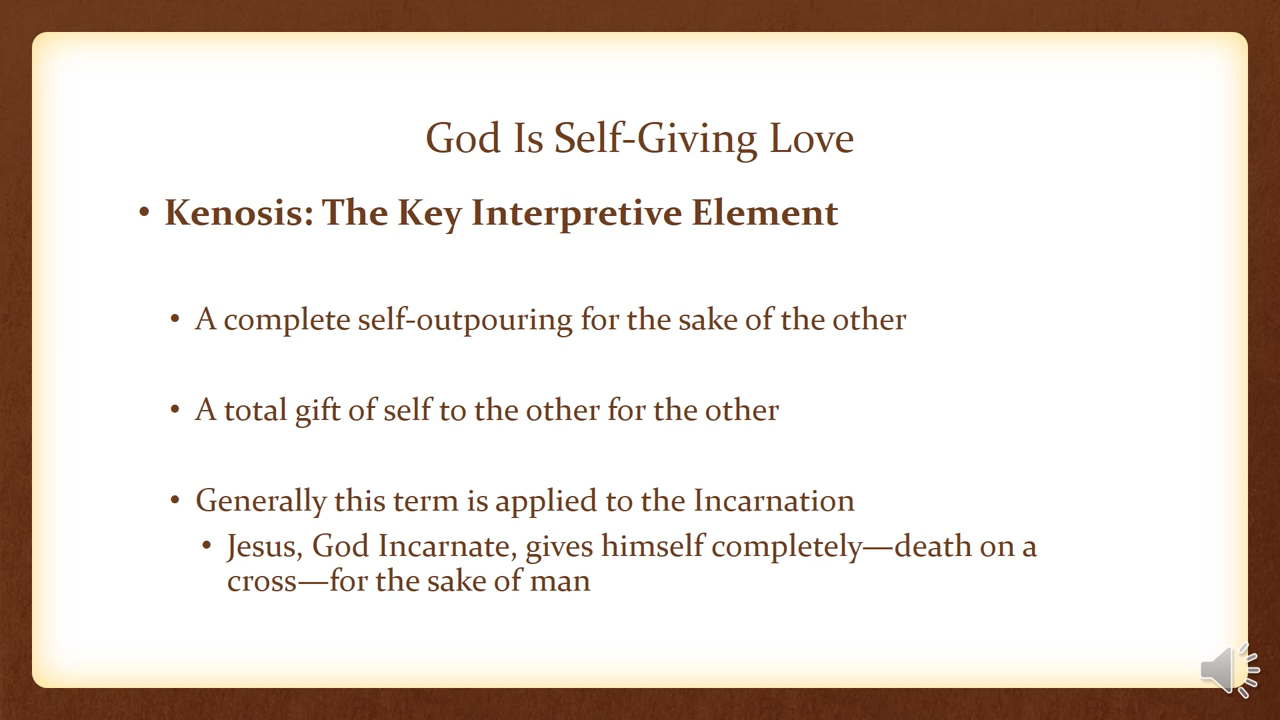 God Is Self-Giving Love
• Kenosis: The Key Interpretive Element
• A complete self-outpouring for the sake of the other
• A total gift of self to the other for the other
• Generally this term is applied to the Incarnation
• Jesus, God Incarnate, gives himself completely—death on a
cross—for the sake of man